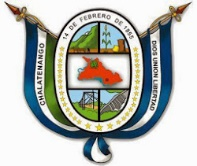 CHALATENANGO
14 DE FEBRERO DE 1855
DIOS UNION LIBERTAD